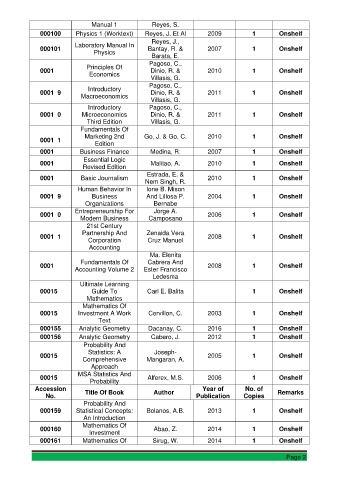 Manual 1 Reyes, S.
000100 Physics 1 (Worktext) Reyes, J. Et Al 2009 1 Onshelf
000101 Laboratory Manual In Physics Reyes, J., Bantay, R. & Barata, E. 2007 1 Onshelf
0001 Principles Of Economics Pagoso, C., Dinio, R. & Villasis, G. 2010 1 Onshelf
0001 9 Introductory Macroeconomics Pagoso, C., Dinio, R. & Villasis, G. 2011 1 Onshelf
0001 0 Introductory Microeconomics Third Edition Pagoso, C., Dinio, R. & Villasis, G. 2011 1 Onshelf
0001 1 Fundamentals Of Marketing 2nd Edition Go, J. & Go, C. 2010 1 Onshelf
0001 Business Finance Medina, R. 2007 1 Onshelf
0001 Essential Logic Revised Edition Malitao, A. 2010 1 Onshelf
0001 Basic Journalism Estrada, E. & Nem Singh, R. 2010 1 Onshelf
0001 9 Human Behavior In Business Organizations Ione B. Mison And Liliosa P. Bernabe 2004 1 Onshelf
0001 0 Entrepreneurship For Modern Business Jorge A. Camposano 2006 1 Onshelf
0001 1 21st Century Partnership And Corporation Accounting Zenaida Vera Cruz Manuel 2008 1 Onshelf
0001 Fundamentals Of Accounting Volume 2 Ma. Elenita Cabrera And Ester Francisco Ledesma 2008 1 Onshelf
00015 Ultimate Learning Guide To Mathematics Carl E. Balita 1 Onshelf
00015 Mathematics Of Investment A Work Text Cervillon, C. 2003 1 Onshelf
000155 Analytic Geometry Dacanay, C. 2016 1 Onshelf
000156 Analytic Geometry Cabero, J. 2012 1 Onshelf
00015 Probability And Statistics: A Comprehensive Approach Joseph-Mangaran, A. 2005 1 Onshelf
00015 MSA Statistics And Probability Alforex, M.S. 2006 1 Onshelf
Accession No. Title Of Book Author Year of Publication No. of Copies Remarks
000159 Probability And Statistical Concepts: An Introduction Bolanos, A.B. 2013 1 Onshelf
000160 Mathematics Of Investment Abao, Z. 2014 1 Onshelf
000161 Mathematics Of Sirug, W. 2014 1 Onshelf
Page 2